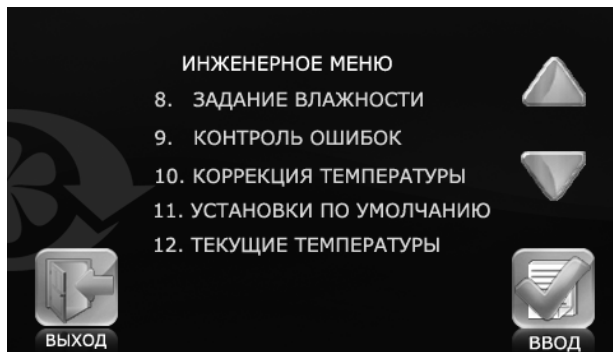 ИНЖЕНЕРНОЕ МЕНЮ
8. ЗАДАНИЕ ВЛАЖНОСТИ
9. КОНТРОЛЬ ОШИБОК
10. КОРРЕКЦИЯ ТЕМПЕРАТУРЫ
11. УСТАНОВКИ ПО УМОЛЧАНИЮ
12. ТЕКУЩИЕ ТЕМПЕРАТУРЫ
ВЫХОД
ВВОД